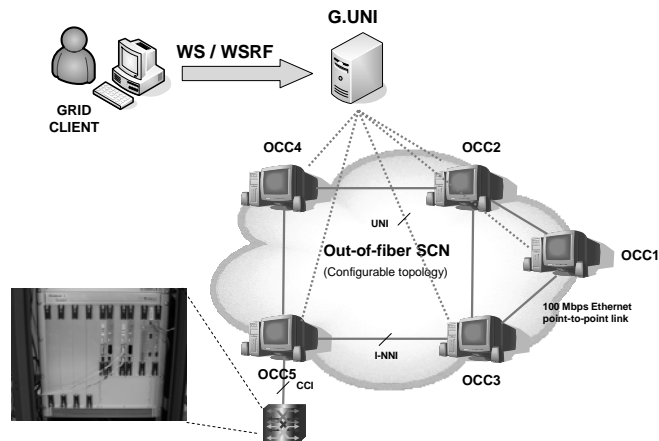 G.UNI
WS / WSRF
GRID
CLIENT
OCC4
OCC2
UNI
Out-of-fiber SCN
(Configurable topology)
OCC1
100 Mbps Ethernet
point-to-point link
I-NNI
OCC5
OCC3
CCI